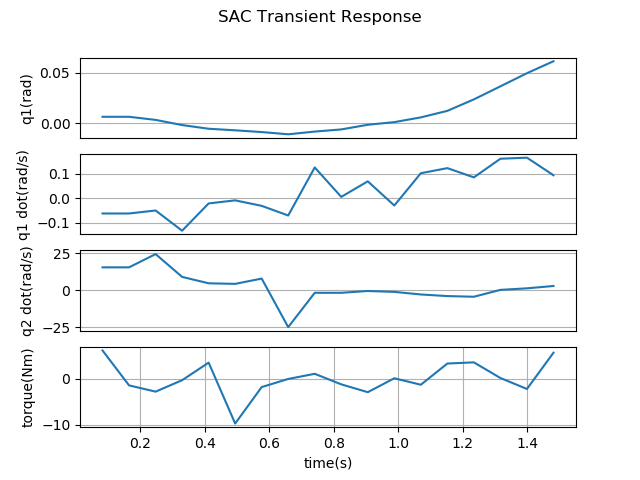 SAC Transient Response
0.05
0.00
q1(rad)
0.1
0.0
−0.1
q1 dot(rad/s)
25
0
−25
q2 dot(rad/s)
0
−10
torque(Nm)
0.2 0.4 0.6 0.8 1.0 1.2 1.4
time(s)